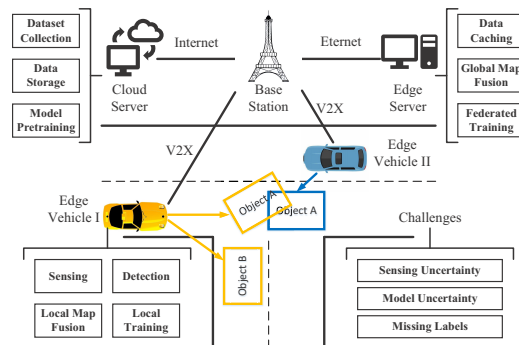 Dataset
Collection
Data
Storage
Model
Pretraining
Internet
Eternet
Cloud
Server
Base
Station
Edge
Server
Data
Caching
Global Map
Fusion
Federated
Training
V2X
V2X
Edge
Vehicle II
Edge
Vehicle I
Object A
Object A
Object B
Challenges
Sensing
Detection
Local Map
Fusion
Local
Training
Sensing Uncertainty
Model Uncertainty
Missing Labels